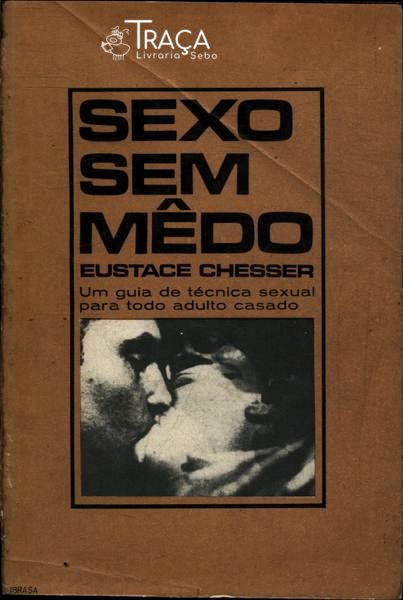 TRAÇA
Livraria Sebo
SEXO
SEM
MÊDO
EUSTACE CHESSER
Um guia de técnica sexual
para todo adulto casado
IBRASA